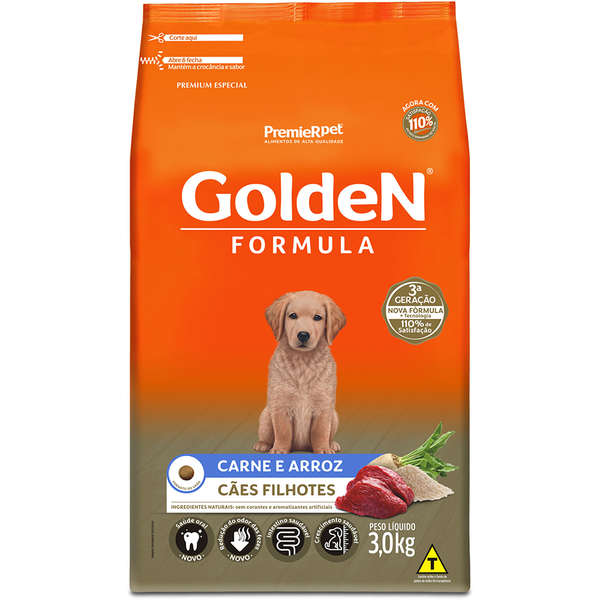 Corte aqui
Abre & fecha
Mantém a crocância e sabor
PREMIUM ESPECIAL
AGORA COM
SATISFAÇÃO
110%
PremieRpet®
ALIMENTOS DE ALTA QUALIDADE
GoldeN®
FORMULA
3ª
GERAÇÃO
NOVA FÓRMULA
+ Tecnologia
110% de
Satisfação
CARNE E ARROZ
CÃES FILHOTES
INGREDIENTES NATURAIS: sem corantes e aromatizantes artificiais
Saúde oral
NOVO
Redução do odor das fezes
NOVO
Intestino saudável
Crescimento saudável
PESO LÍQUIDO
3,0kg
T